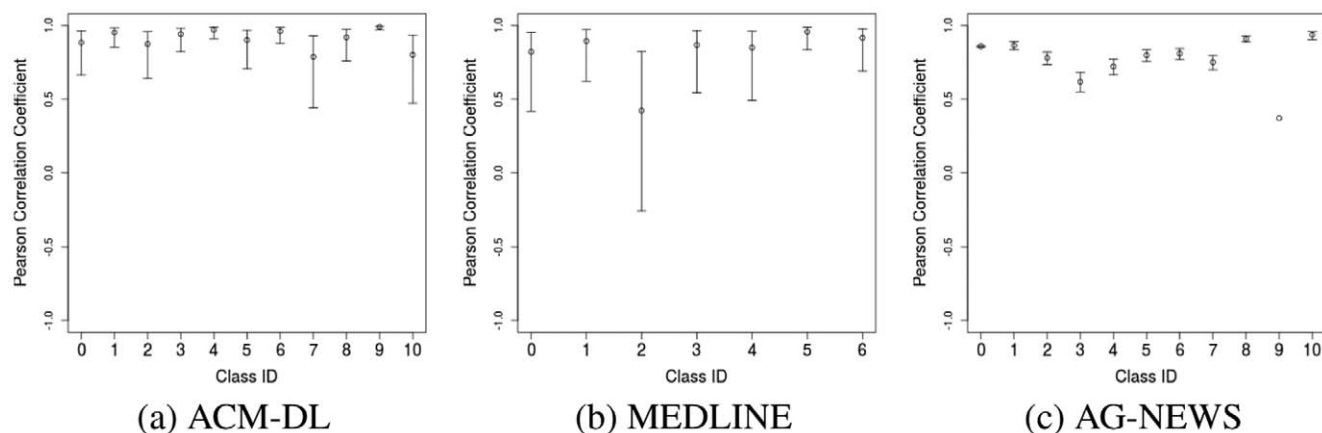 Pearson Correlation Coefficient
1.0
0.5
0.0
-0.5
-1.0
0 1 2 3 4 5 6 7 8 9 10
Class ID
(a) ACM-DL
Pearson Correlation Coefficient
1.0
0.5
0.0
-0.5
-1.0
0 1 2 3 4 5 6
Class ID
(b) MEDLINE
Pearson Correlation Coefficient
1.0
0.5
0.0
-0.5
-1.0
0 1 2 3 4 5 6 7 8 9 10
Class ID
(c) AG-NEWS